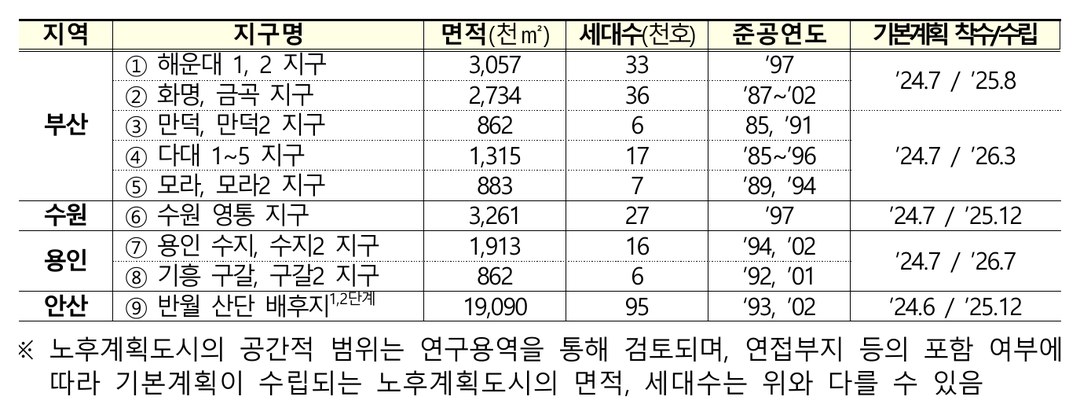 지역 지구명 면적(천㎡) 세대수(천호) 준공연도 기본계획 착수/수립
부산 ① 해운대 1, 2 지구 3,057 33 ’97 ’24.7 / ’25.8
② 화명, 금곡 지구 2,734 36 ’87~’02
③ 만덕, 만덕2 지구 862 6 85, ’91 ’24.7 / ’26.3
④ 다대 1~5 지구 1,315 17 ’85~’96
⑤ 모라, 모라2 지구 883 7 ’89, ’94
수원 ⑥ 수원 영통 지구 3,261 27 ’97 ’24.7 / ’25.12
용인 ⑦ 용인 수지, 수지2 지구 1,913 16 ’94, ’02 ’24.7 / ’26.7
⑧ 기흥 구갈, 구갈2 지구 862 6 ’92, ’01
안산 ⑨ 반월 산단 배후지1,2단계 19,090 95 ’93, ’02 ’24.6 / ’25.12
※ 노후계획도시의 공간적 범위는 연구용역을 통해 검토되며, 연접부지 등의 포함 여부에
따라 기본계획이 수립되는 노후계획도시의 면적, 세대수는 위와 다를 수 있음